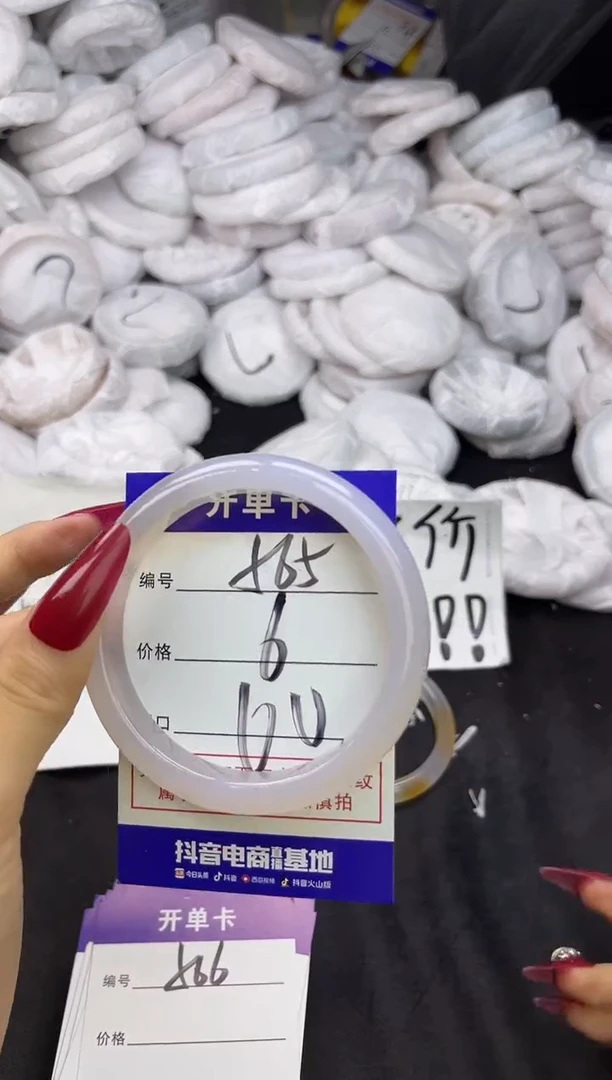 开单卡
编号 465
价格 6
口 60
价
!!
抖音电商直播基地
今日头条 抖音 西瓜视频 抖音火山版
开单卡
编号 466
价格